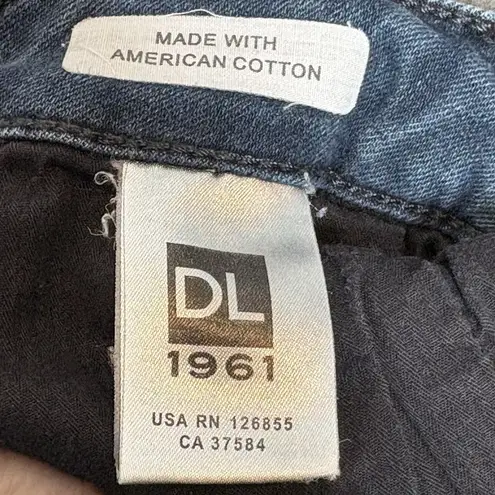 MADE WITH
AMERICAN COTTON
DL
1961
USA RN 126855
CA 37584